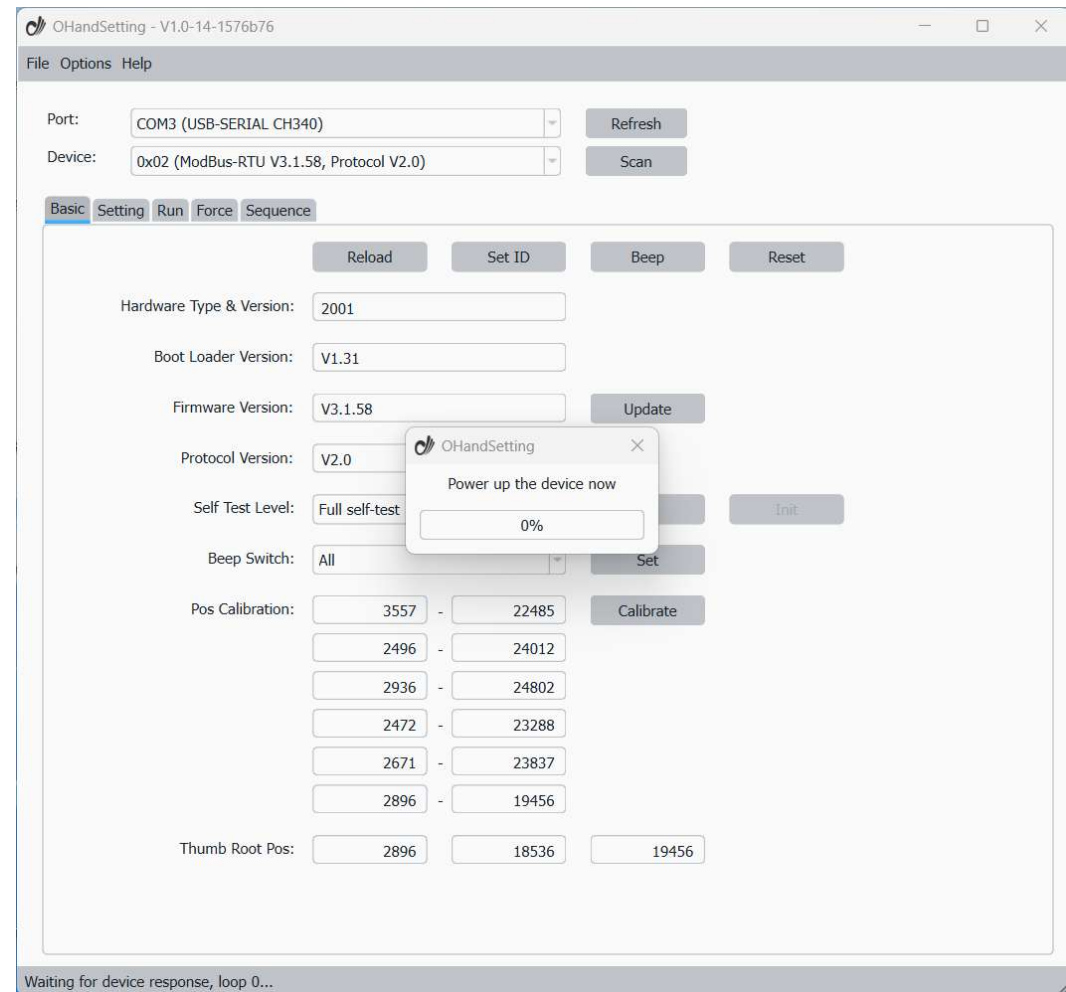 OHandSetting - V1.0-14-1576b76
File Options Help
Port: COM3 (USB-SERIAL CH340) Refresh
Device: 0x02 (ModBus-RTU V3.1.58, Protocol V2.0) Scan
Basic Setting Run Force Sequence
Reload Set ID Beep Reset
Hardware Type & Version: 2001
Boot Loader Version: V1.31
Firmware Version: V3.1.58 Update
OHandSetting
Protocol Version: V2.0
Power up the device now
Self Test Level: Full self-test Init
0%
Beep Switch: All Set
Pos Calibration: 3557 - 22485 Calibrate
2496 - 24012
2936 - 24802
2472 - 23288
2671 - 23837
2896 - 19456
Thumb Root Pos: 2896 18536 19456
Waiting for device response, loop 0...